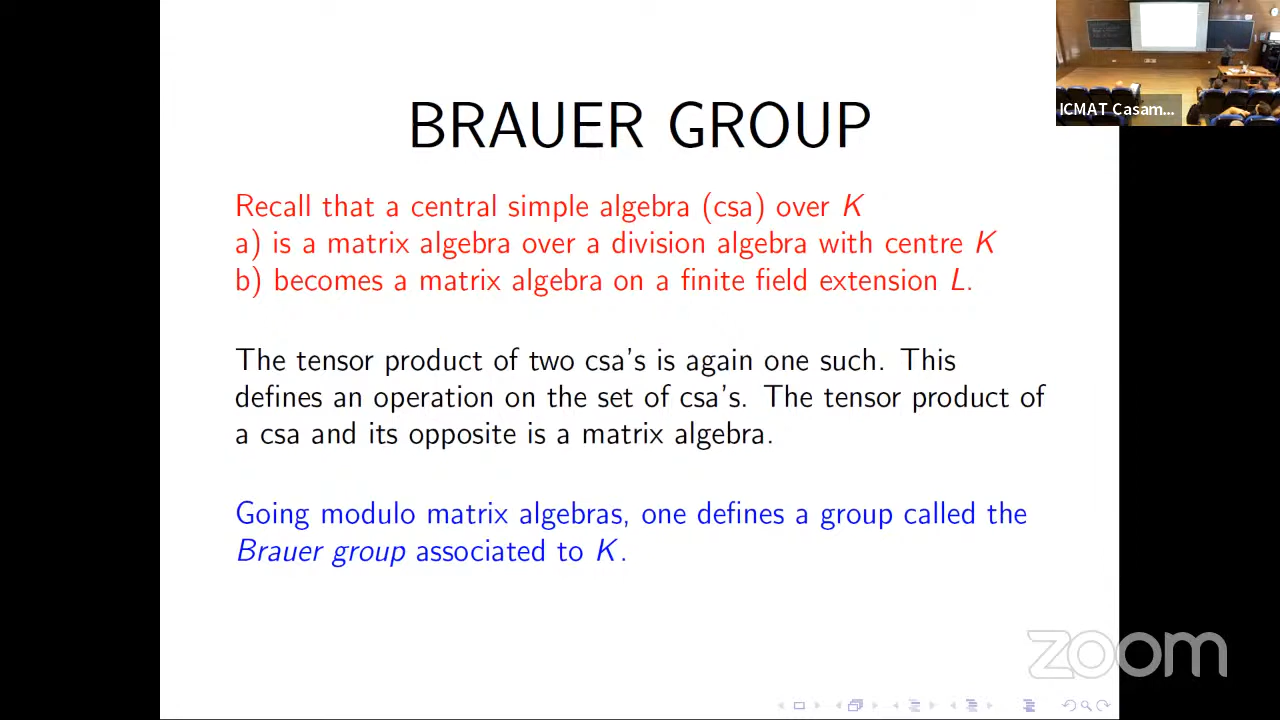 BRAUER GROUP
ICMAT Casam...
Recall that a central simple algebra (csa) over K
a) is a matrix algebra over a division algebra with centre K
b) becomes a matrix algebra on a finite field extension L.
The tensor product of two csa's is again one such. This
defines an operation on the set of csa's. The tensor product of
a csa and its opposite is a matrix algebra.
Going modulo matrix algebras, one defines a group called the
Brauer group associated to K.
zoom